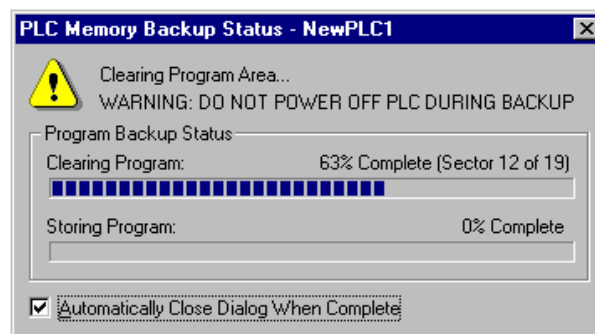 PLC Memory Backup Status - NewPLC1
Clearing Program Area...
WARNING: DO NOT POWER OFF PLC DURING BACKUP
Program Backup Status
Clearing Program: 63% Complete (Sector 12 of 19)
Storing Program: 0% Complete
Automatically Close Dialog When Complete